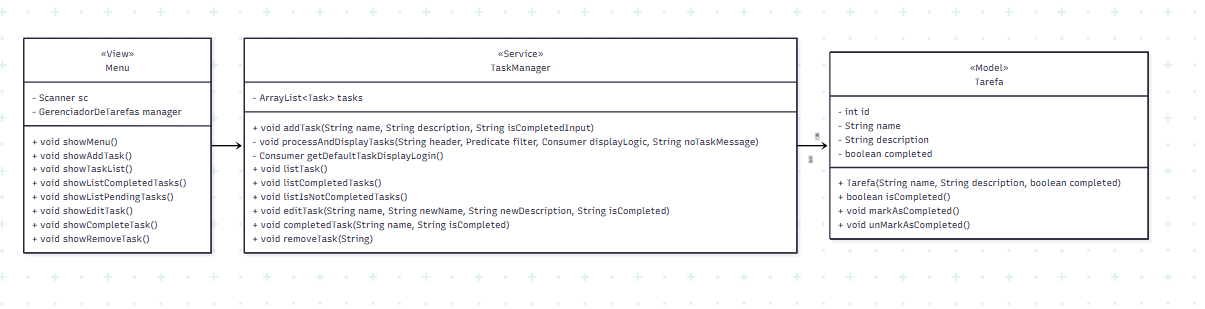 «View»
Menu
- Scanner sc
- GerenciadorDeTarefas manager
+ void showMenu()
+ void showAddTask()
+ void showTaskList()
+ void showListCompletedTasks()
+ void showListPendingTasks()
+ void showEditTask()
+ void showCompleteTask()
+ void showRemoveTask()
«Service»
TaskManager
- ArrayList<Task> tasks
+ void addTask(String name, String description, String isCompletedInput)
- void processAndDisplayTasks(String header, Predicate filter, Consumer displayLogic, String noTaskMessage)
- Consumer getDefaultTaskDisplayLogin()
+ void listTask()
+ void listCompletedTasks()
+ void listIsNotCompletedTasks()
+ void editTask(String name, String newName, String newDescription, String isCompleted)
+ void completedTask(String name, String isCompleted)
+ void removeTask(String)
«Model»
Tarefa
- int id
- String name
- String description
- boolean completed
+ Tarefa(String name, String description, boolean completed)
+ boolean isCompleted()
+ void markAsCompleted()
+ void unMarkAsCompleted()